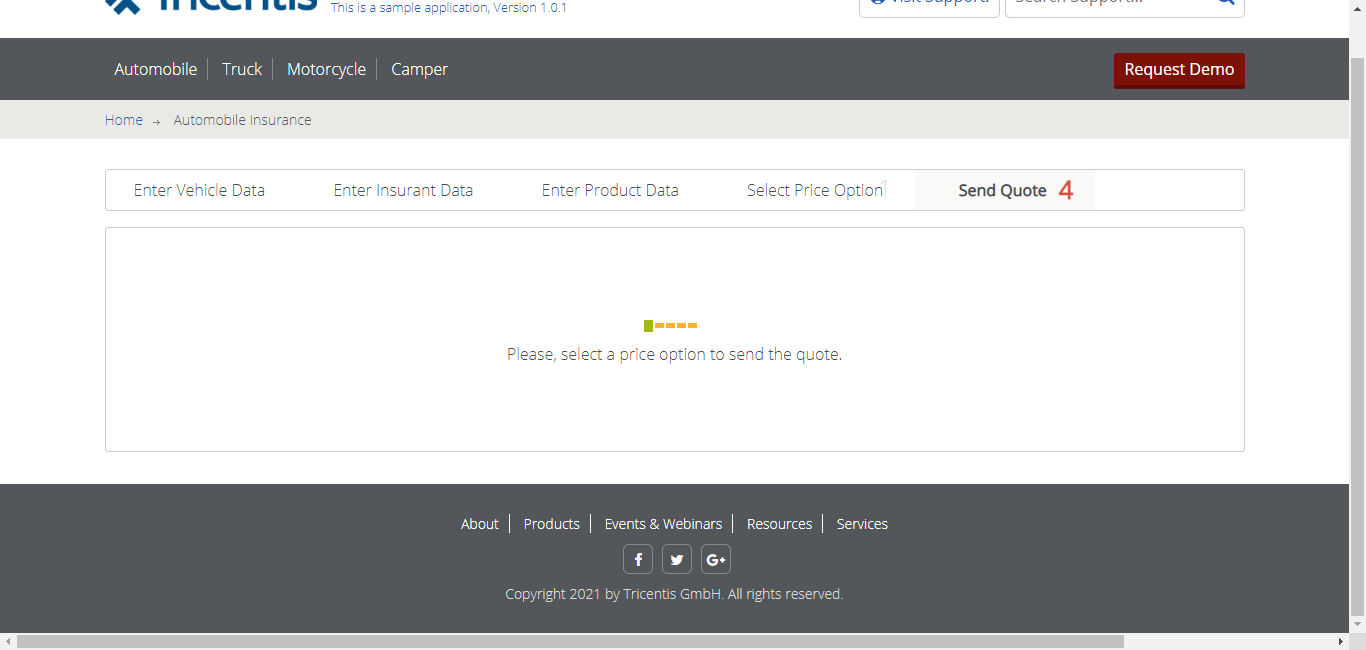 Tricentis This is a sample application, Version 1.0.1
Visit Support! Search Support...
Automobile Truck Motorcycle Camper Request Demo
Home → Automobile Insurance
Enter Vehicle Data Enter Insurant Data Enter Product Data Select Price Option Send Quote 4
Please, select a price option to send the quote.
About Products Events & Webinars Resources Services
Copyright 2021 by Tricentis GmbH. All rights reserved.